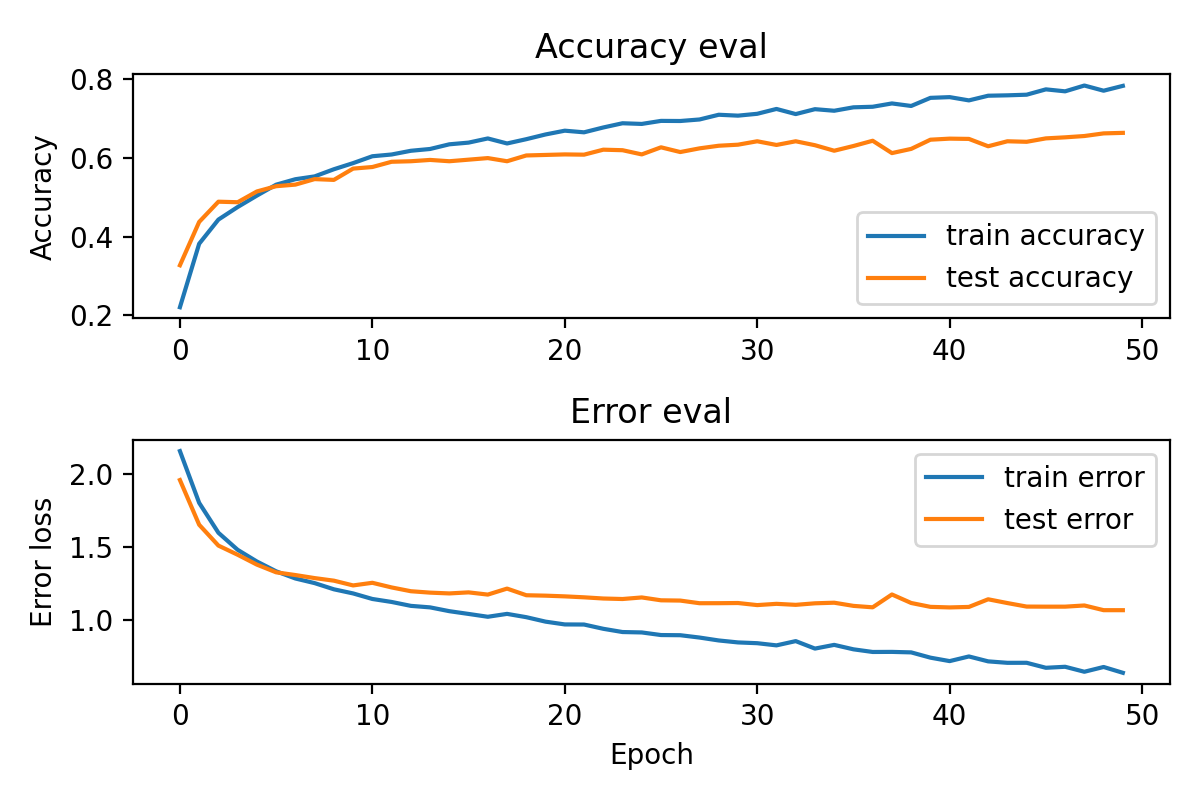 Accuracy eval
0.8
0.6
0.4
0.2
Accuracy
train accuracy
test accuracy
0 10 20 30 40 50
Error eval
2.0
1.5
1.0
Error loss
train error
test error
0 10 20 30 40 50
Epoch